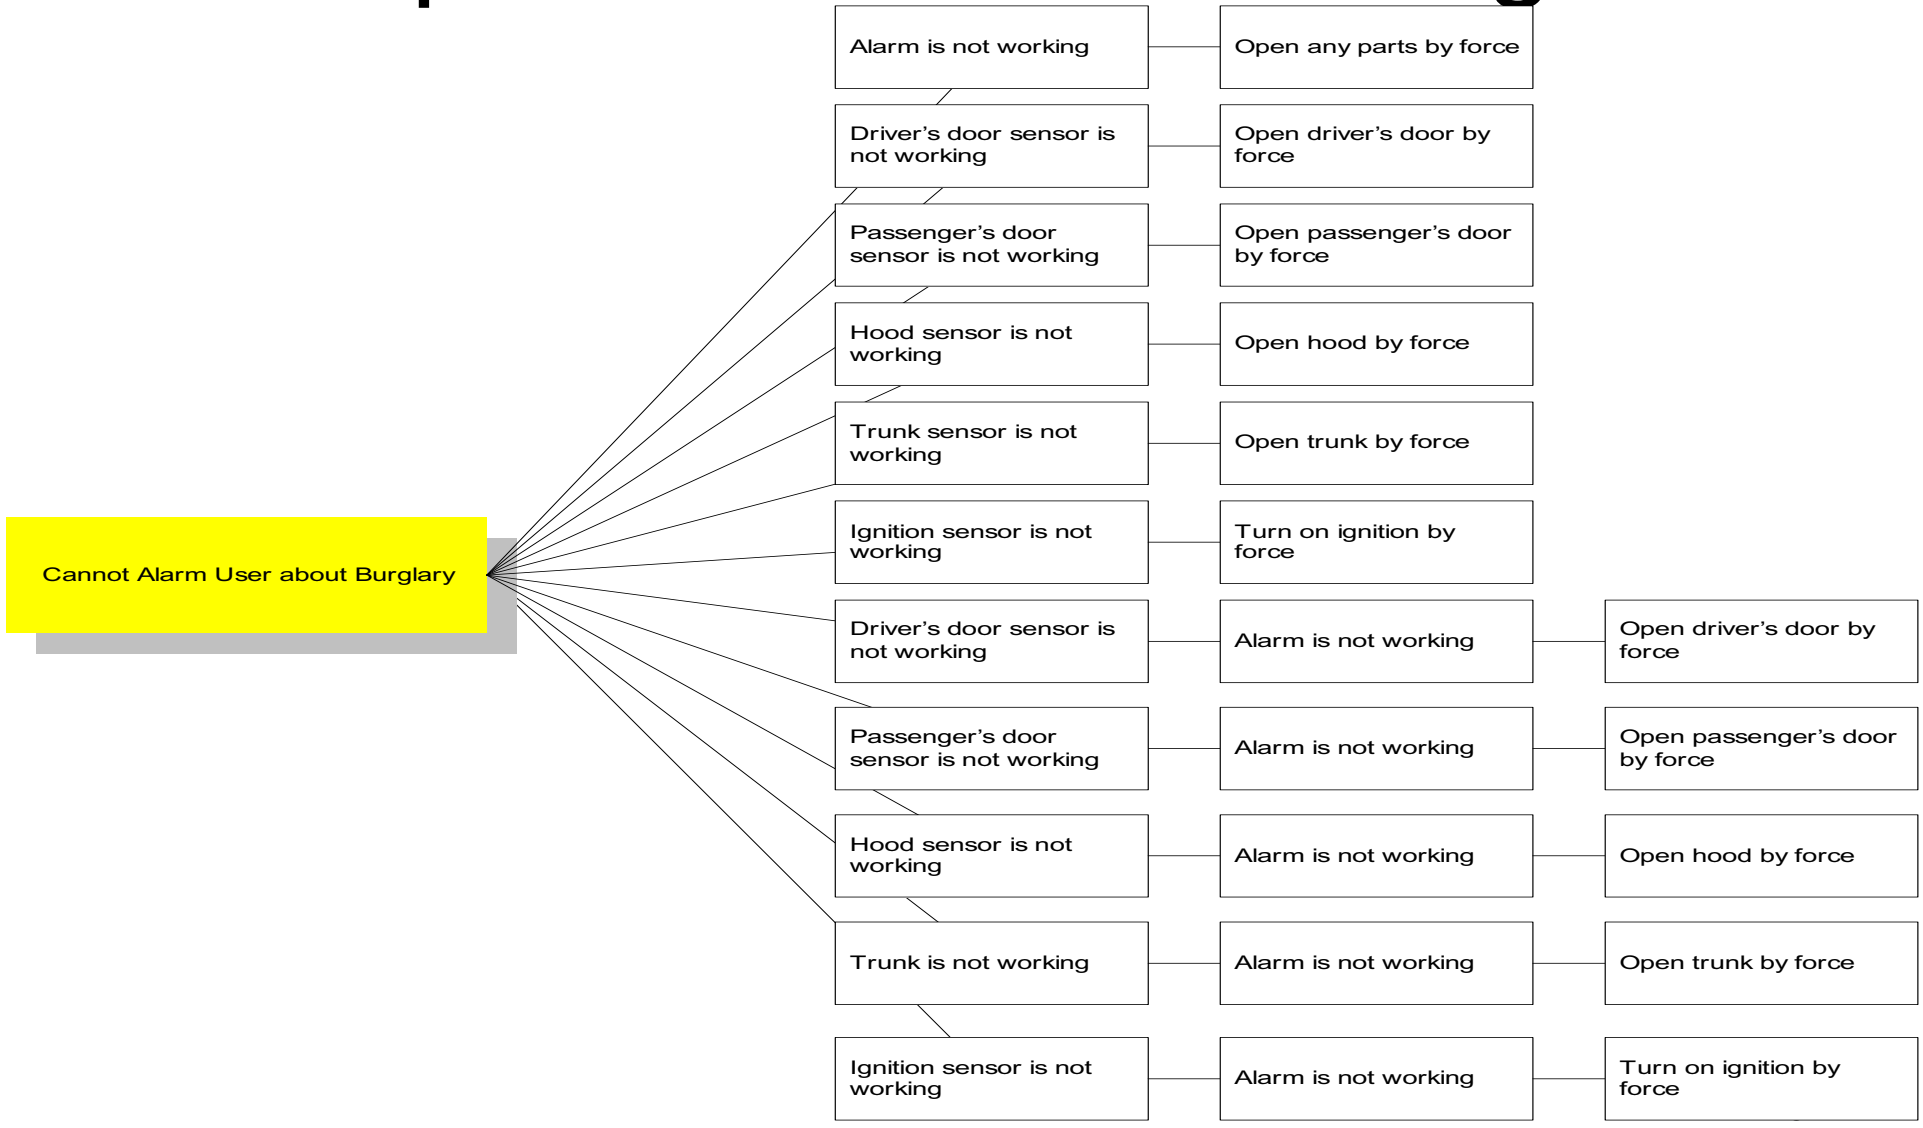 Alarm is not working
Open any parts by force
Driver’s door sensor is
not working
Open driver’s door by
force
Passenger’s door
sensor is not working
Open passenger’s door
by force
Hood sensor is not
working
Open hood by force
Trunk sensor is not
working
Open trunk by force
Ignition sensor is not
working
Turn on ignition by
force
Cannot Alarm User about Burglary
Driver’s door sensor is
not working
Alarm is not working
Open driver’s door by
force
Passenger’s door
sensor is not working
Alarm is not working
Open passenger’s door
by force
Hood sensor is not
working
Alarm is not working
Open hood by force
Trunk is not working
Alarm is not working
Open trunk by force
Ignition sensor is not
working
Alarm is not working
Turn on ignition by
force